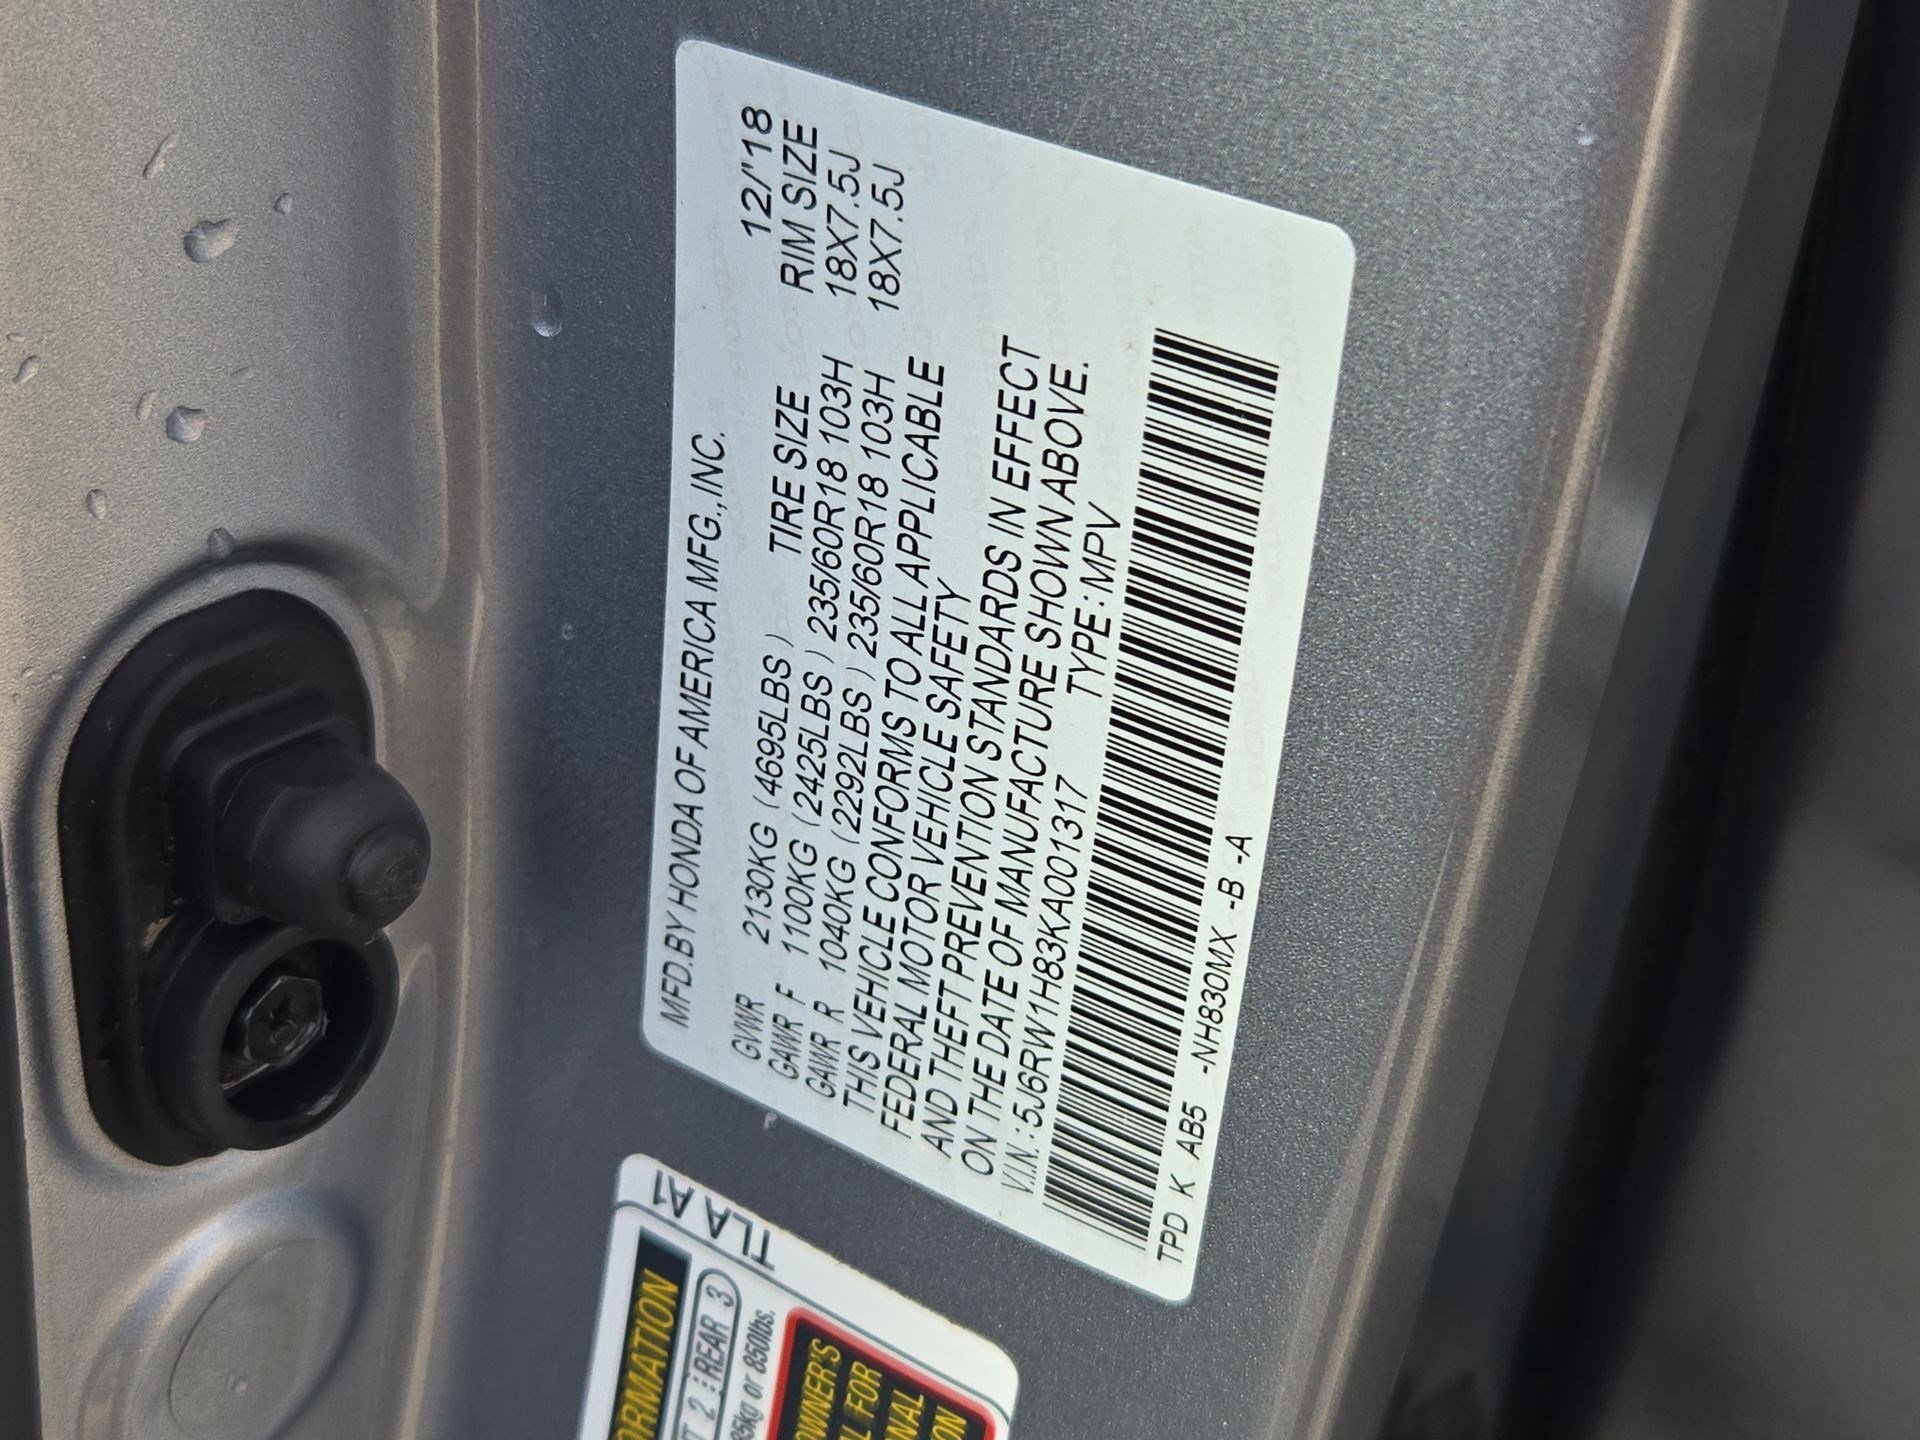 MFD.BY HONDA OF AMERICA MFG.,INC.
12/'18
GVWR 2130KG (4695LBS) TIRE SIZE RIM SIZE
GAWR F 1100KG (2425LBS) 235/60R18 103H 18X7.5J
GAWR R 1040KG (2292LBS) 235/60R18 103H 18X7.5J
THIS VEHICLE CONFORMS TO ALL APPLICABLE
FEDERAL MOTOR VEHICLE SAFETY
AND THEFT PREVENTION STANDARDS IN EFFECT
ON THE DATE OF MANUFACTURE SHOWN ABOVE.
V.I.N.: 5J6RW1H83KA001317 TYPE: MPV
TPD K AB5 -NH830MX -B -A
TLA A1
REAR 3
or 850lbs.
OWNER'S
FOR